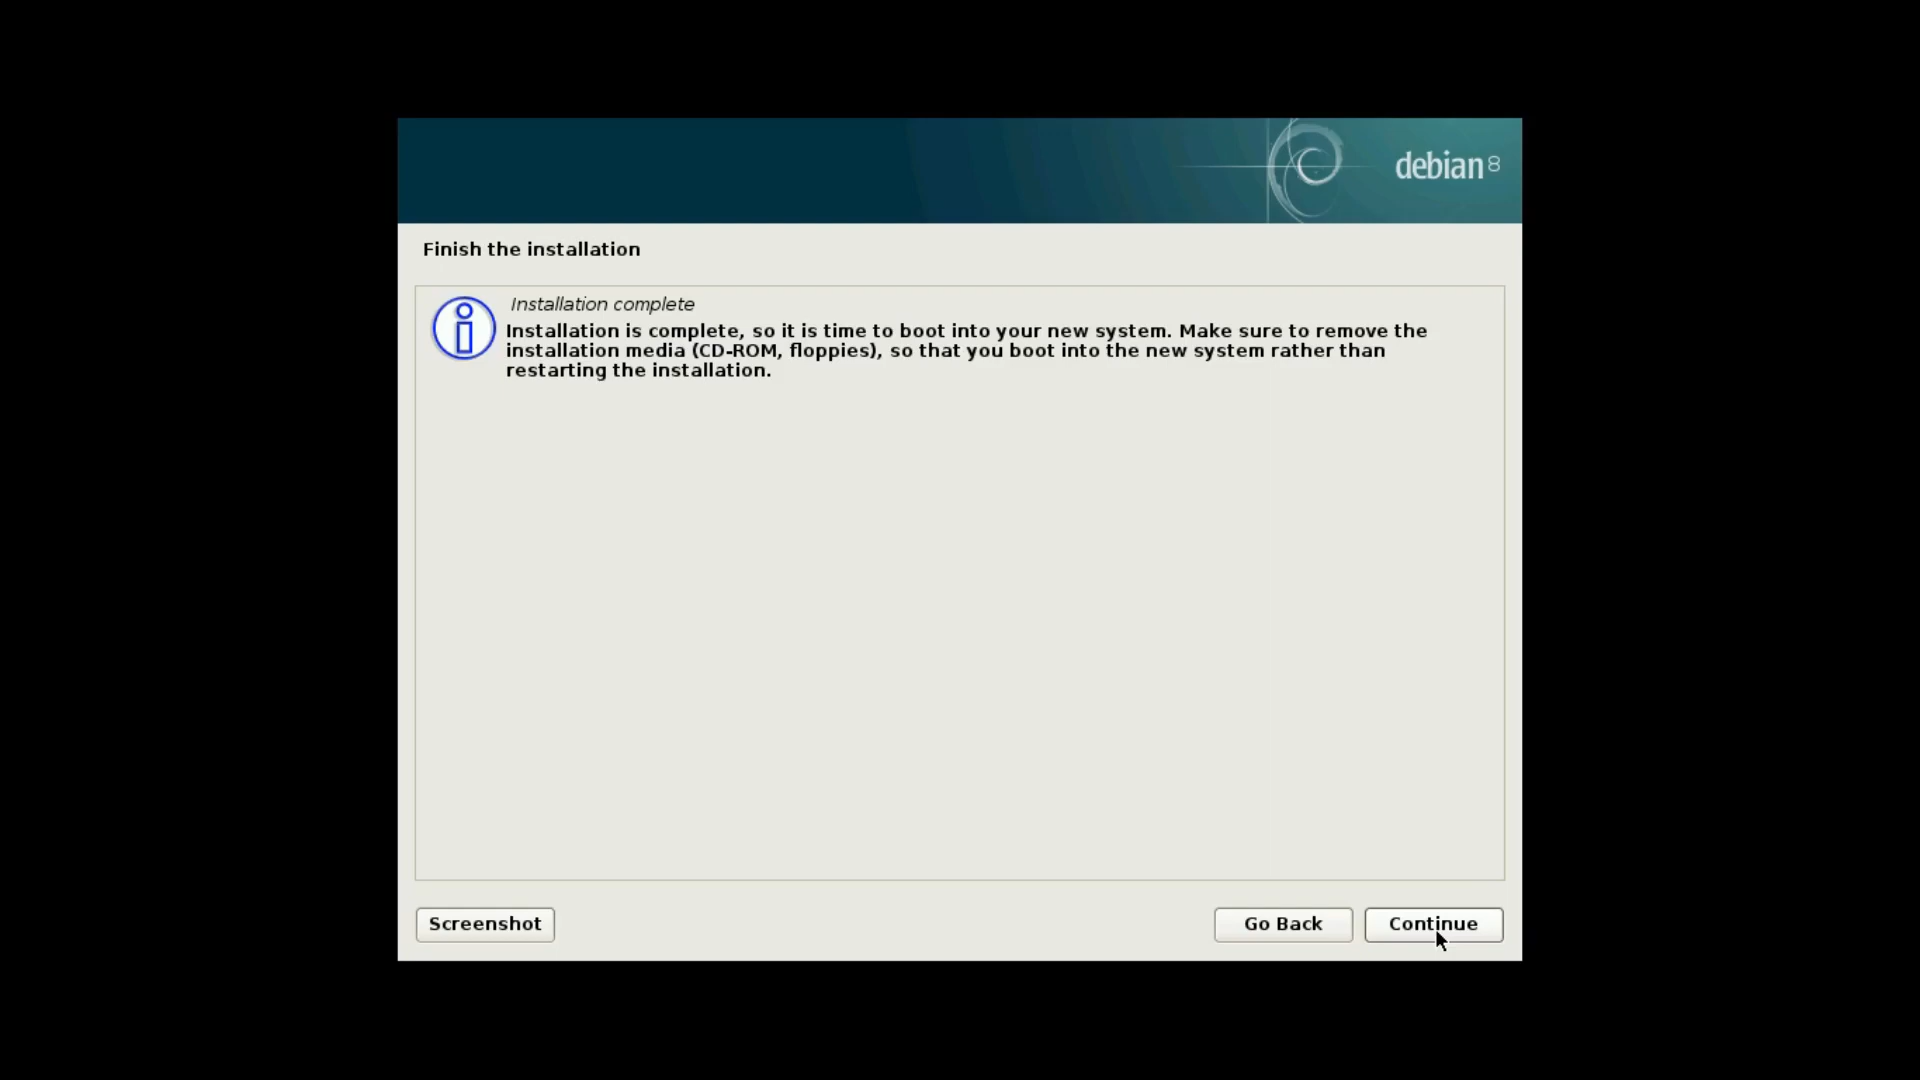 debian 8
Finish the installation
Installation complete
Installation is complete, so it is time to boot into your new system. Make sure to remove the
installation media (CD-ROM, floppies), so that you boot into the new system rather than
restarting the installation.
Screenshot
Go Back
Continue